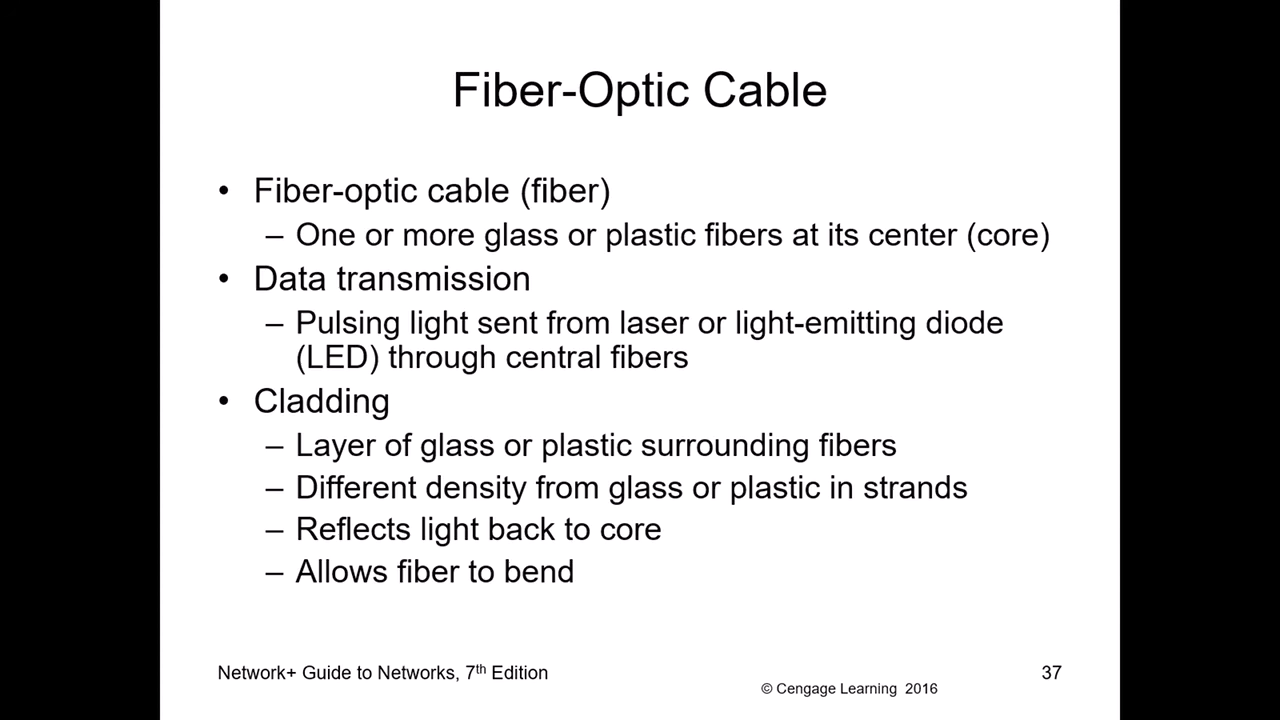 Fiber-Optic Cable
• Fiber-optic cable (fiber)
– One or more glass or plastic fibers at its center (core)
• Data transmission
– Pulsing light sent from laser or light-emitting diode
(LED) through central fibers
• Cladding
– Layer of glass or plastic surrounding fibers
– Different density from glass or plastic in strands
– Reflects light back to core
– Allows fiber to bend
Network+ Guide to Networks, 7th Edition
© Cengage Learning 2016
37